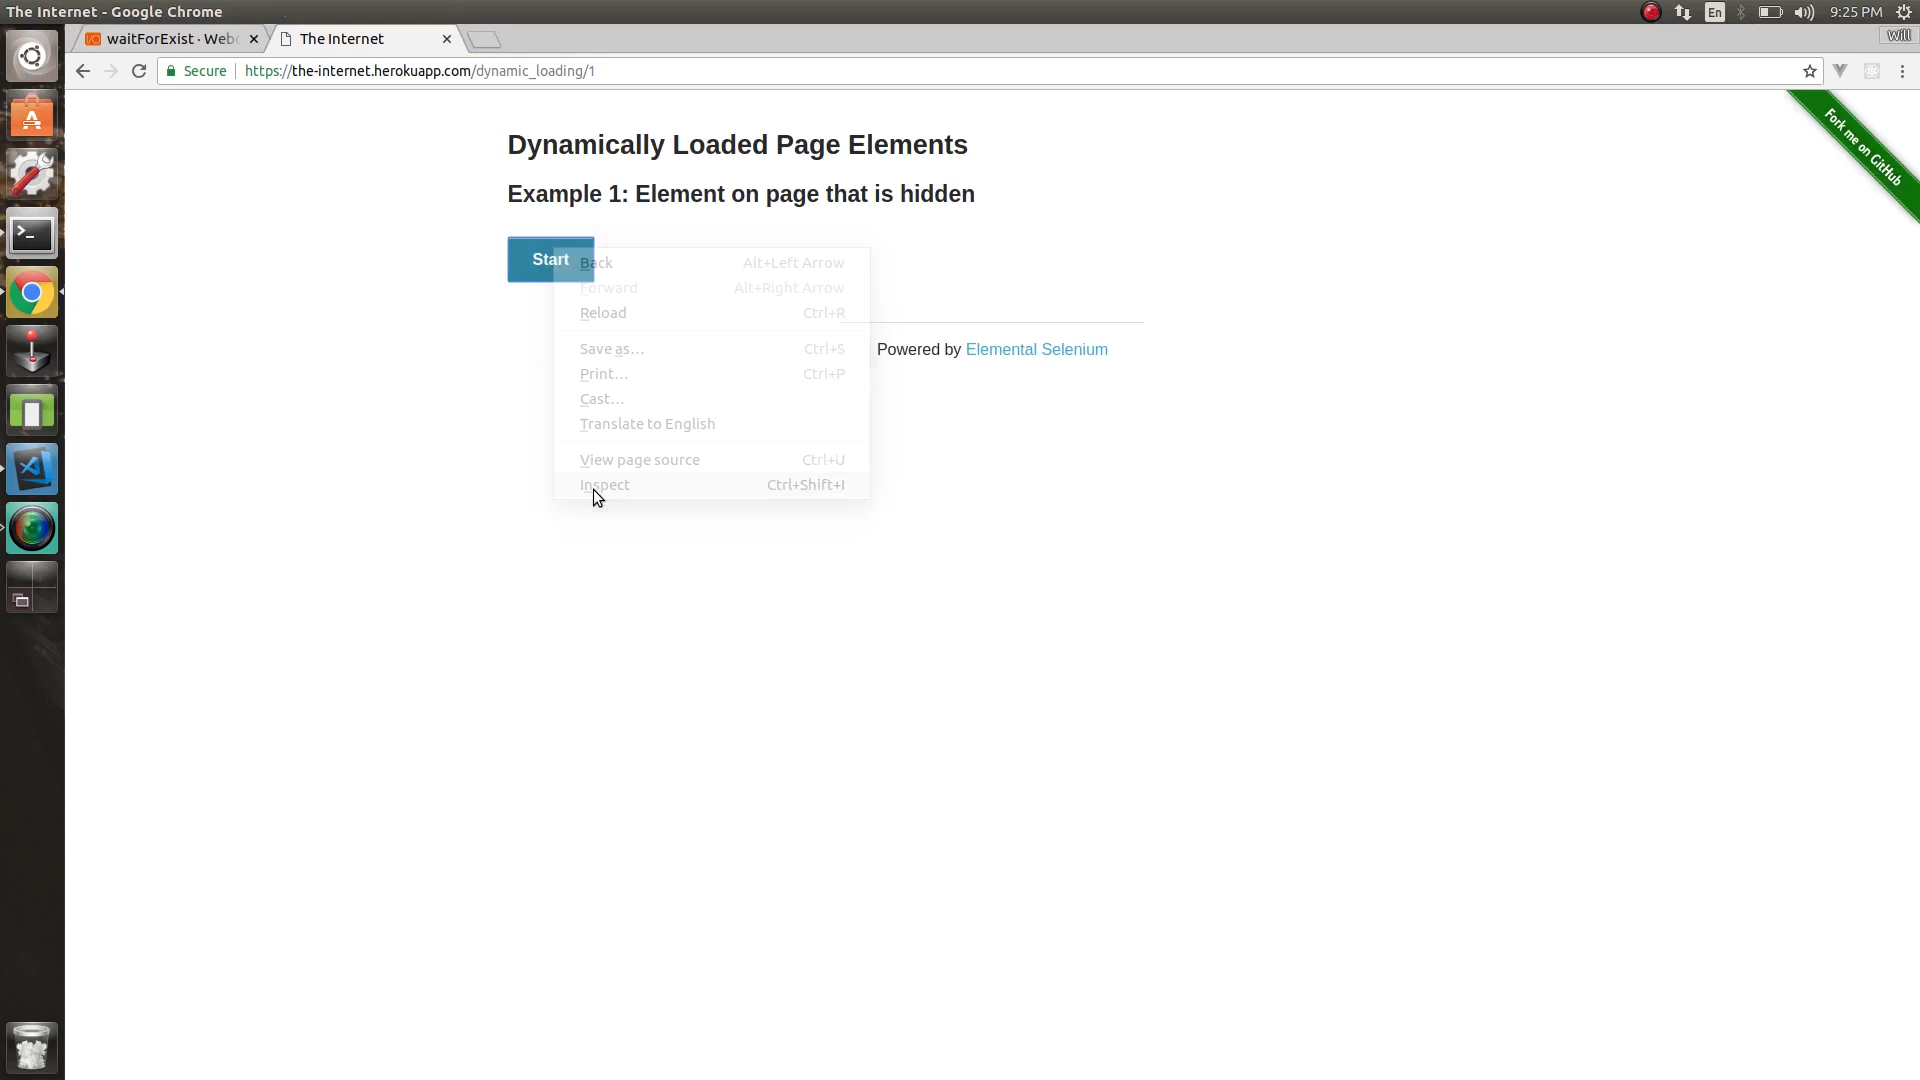 The Internet - Google Chrome
En
9:25 PM
waitForExist · Web
The Internet
Will
Secure
https://the-internet.herokuapp.com/dynamic_loading/1
Fork me on GitHub
Dynamically Loaded Page Elements
Example 1: Element on page that is hidden
Start
Back Alt+Left Arrow
Forward Alt+Right Arrow
Reload Ctrl+R
Save as... Ctrl+S
Powered by Elemental Selenium
Print... Ctrl+P
Cast...
Translate to English
View page source Ctrl+U
Inspect Ctrl+Shift+I